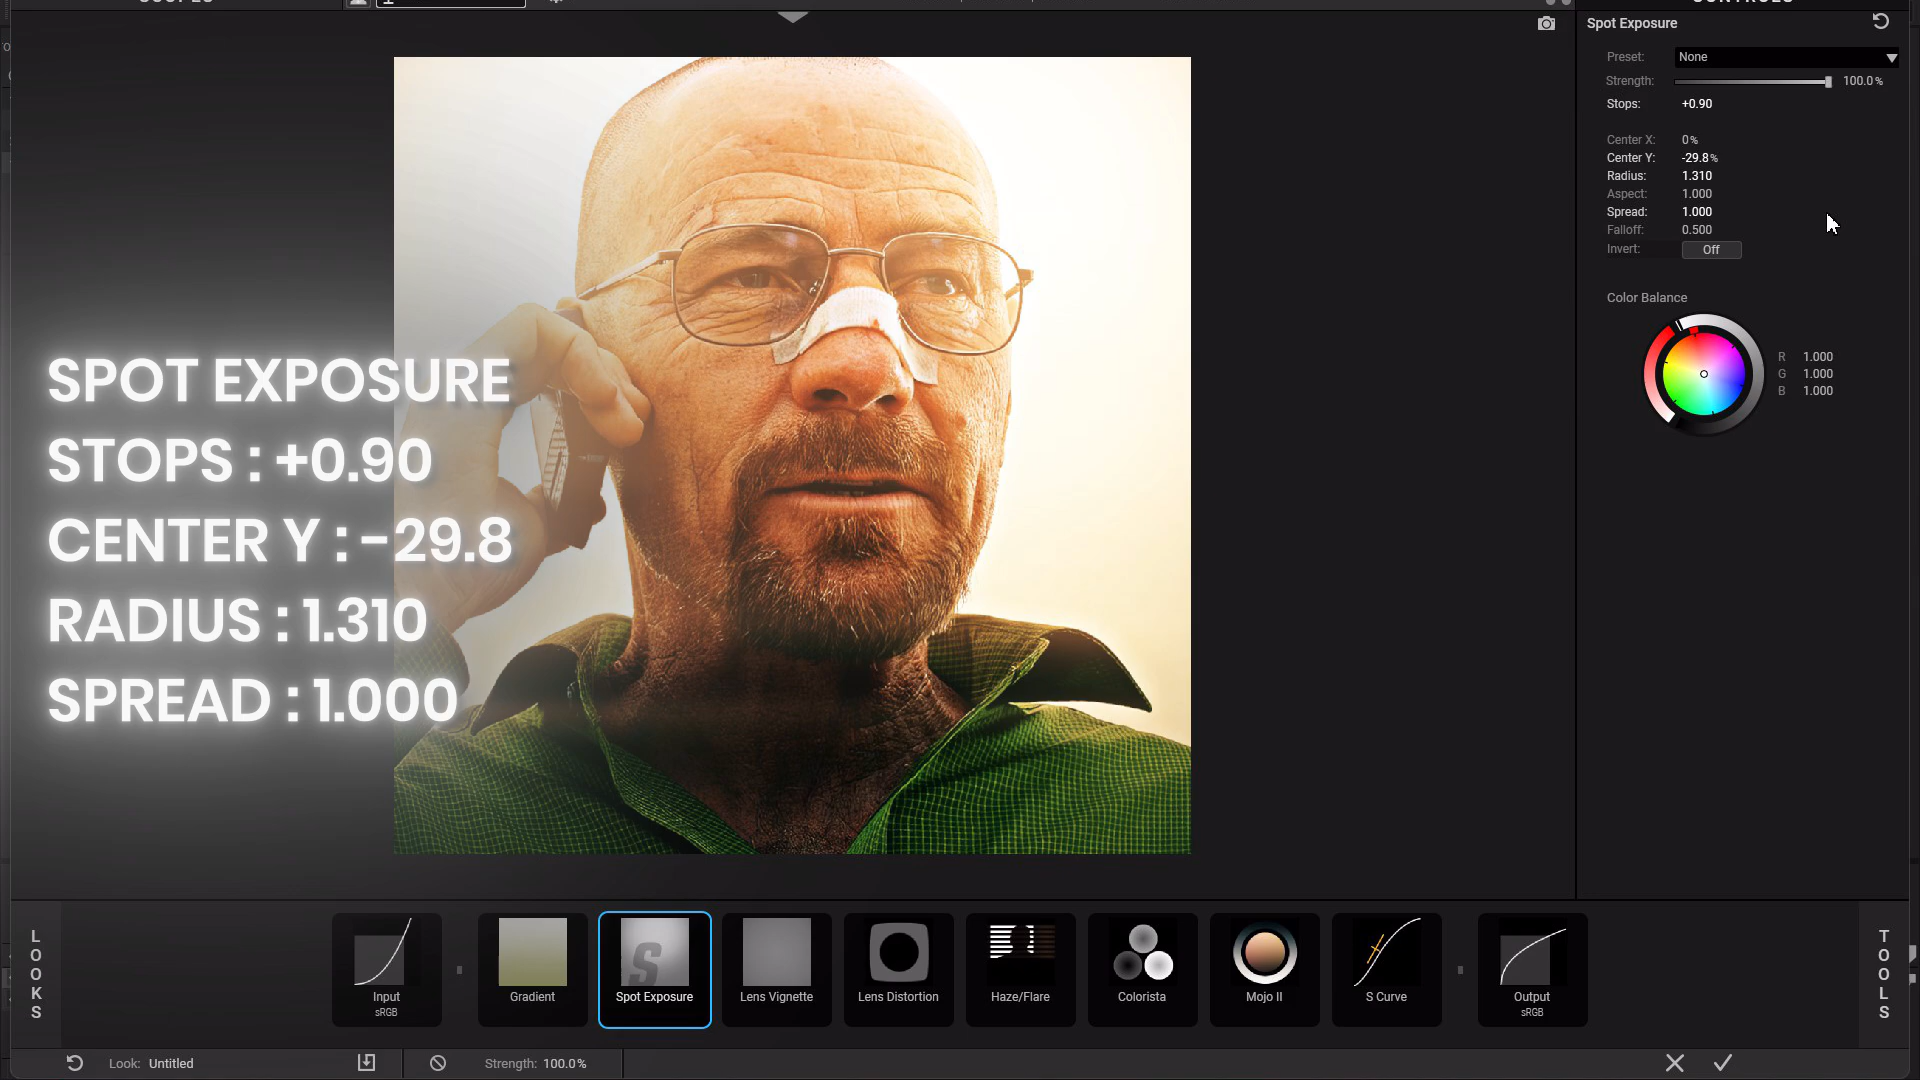 Spot Exposure
Preset: None
Strength: 100.0%
Stops: +0.90
Center X: 0%
Center Y: -29.8%
Radius: 1.310
Aspect: 1.000
Spread: 1.000
Falloff: 0.500
Invert: Off
Color Balance
R 1.000
G 1.000
B 1.000
SPOT EXPOSURE
STOPS : +0.90
CENTER Y : -29.8
RADIUS : 1.310
SPREAD : 1.000
LOOKS
Input
sRGB
Gradient
S
Spot Exposure
Lens Vignette
Lens Distortion
Haze/Flare
Colorista
Mojo II
S Curve
Output
sRGB
TOOLS
Look: Untitled
Strength: 100.0%